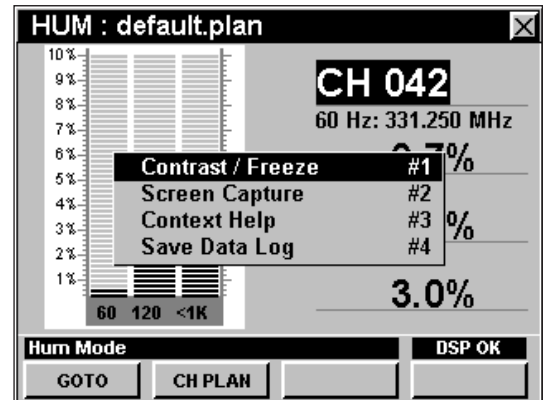 HUM : default.plan
10%
9%
8%
7%
6%
5%
4%
3%
2%
1%
60 120 <1K
CH 042
60 Hz: 331.250 MHz
%
%
3.0%
Contrast / Freeze #1
Screen Capture #2
Context Help #3
Save Data Log #4
Hum Mode DSP OK
GOTO CH PLAN